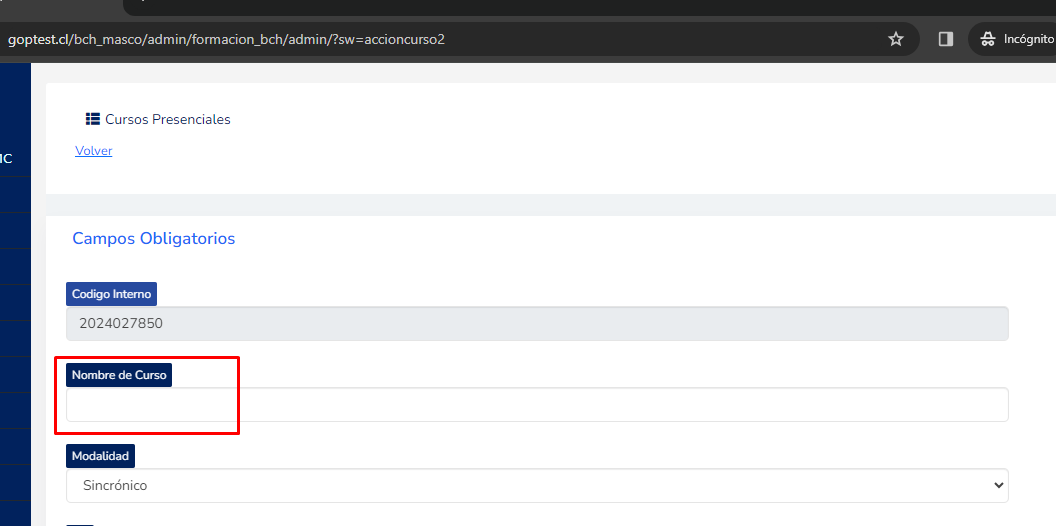 goptest.cl/bch_masco/admin/formacion_bch/admin/?sw=accioncurso2
Incógnito
Cursos Presenciales
Volver
IC
Campos Obligatorios
Codigo Interno
2024027850
Nombre de Curso
Modalidad
Sincrónico